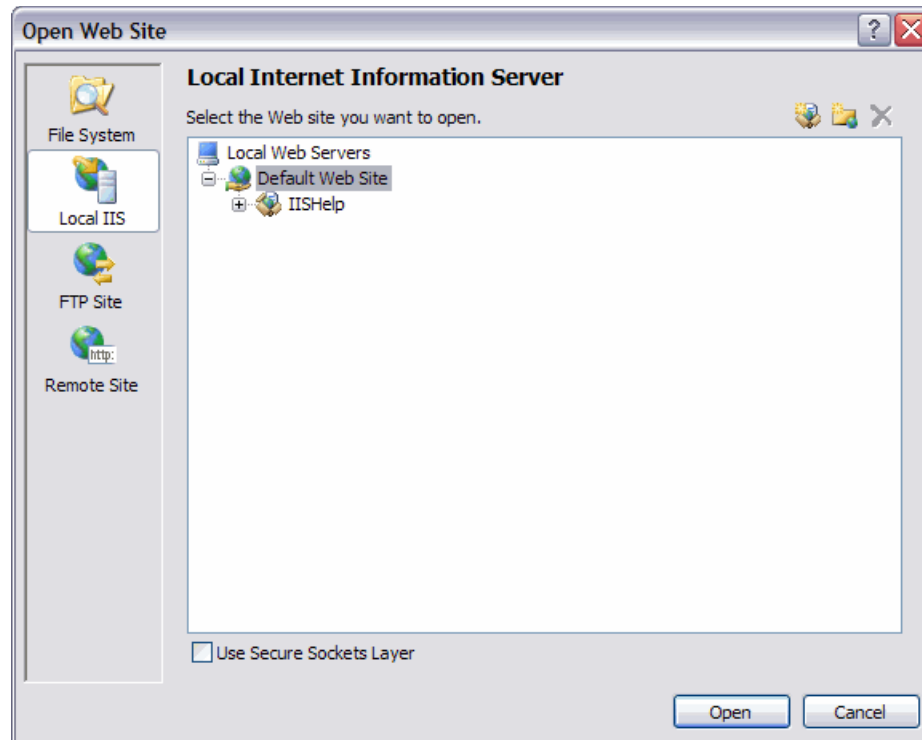 Open Web Site
File System
Local IIS
FTP Site
http:
Remote Site
Local Internet Information Server
Select the Web site you want to open.
Local Web Servers
Default Web Site
IISHelp
Use Secure Sockets Layer
Open
Cancel